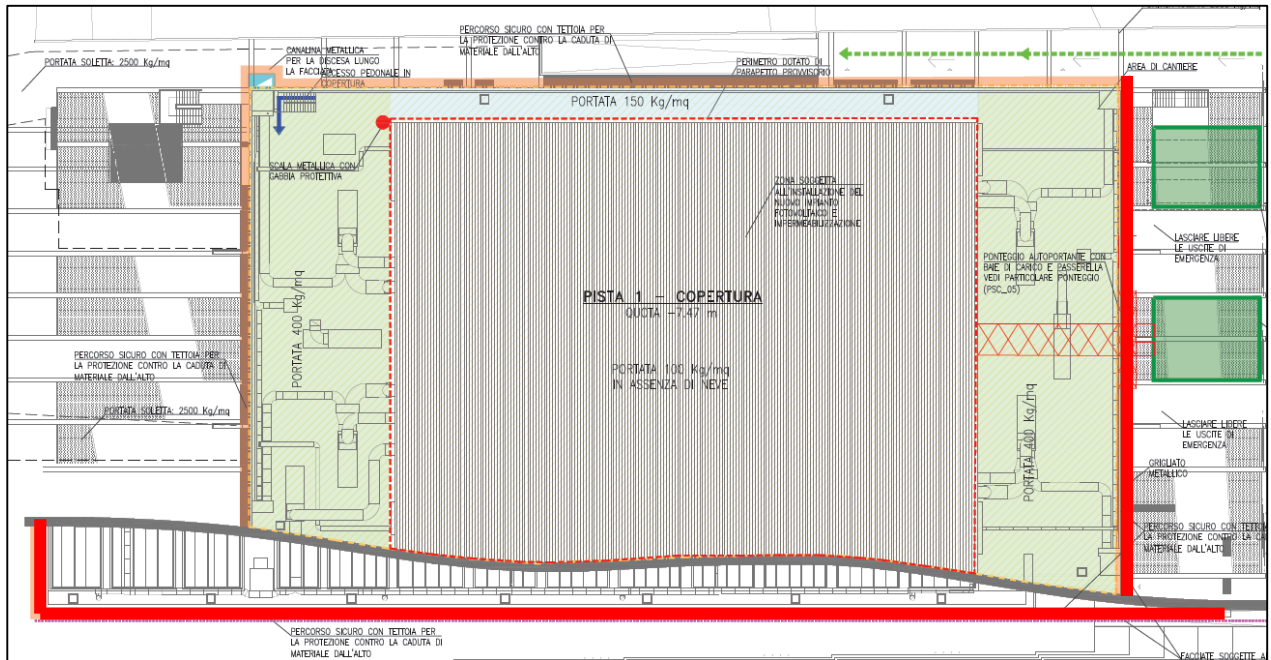 PERCORSO SICURO CON TETTOIA PER
LA PROTEZIONE CONTRO LA CADUTA DI
MATERIALE DALL'ALTO
CANALINA METALLICA
PER LA DISCESA LUNGO
LA FACCIATA
ACCESSO PEDONALE IN
COPERTURA
PORTATA SOLETTA: 2500 Kg/mq
PERIMETRO DOTATO DI
PARAPETTO PROVVISORIO
AREA DI CANTIERE
PORTATA 150 Kg/mq
SCALA METALLICA CON
GABBIA PROTETTIVA
ZONA SOGGETTA
ALL'INSTALLAZIONE DEL
NUOVO IMPIANTO
FOTOVOLTAICO E
IMPERMEABILIZZAZIONE
LASCIARE LIBERE
LE USCITE DI
EMERGENZA
PONTEGGIO AUTOPORTANTE CON
BAIE DI CARICO E PASSERELLA
VEDI PARTICOLARE PONTEGGIO
(PSC_05)
PISTA 1 - COPERTURA
QUOTA -7.47 m
PORTATA 400 Kg/mq
PORTATA 100 Kg/mq
IN ASSENZA DI NEVE
PERCORSO SICURO CON TETTOIA PER
LA PROTEZIONE CONTRO LA CADUTA DI
MATERIALE DALL'ALTO
PORTATA SOLETTA: 2500 Kg/mq
PORTATA 400 Kg/mq
LASCIARE LIBERE
LE USCITE DI
EMERGENZA
GRIGLIATO
METALLICO
PERCORSO SICURO CON
LA PROTEZIONE CONTRO LA
MATERIALE DALL'ALTO
PERCORSO SICURO CON TETTOIA PER
LA PROTEZIONE CONTRO LA CADUTA DI
MATERIALE DALL'ALTO
FACCIATE SOGGETTE A